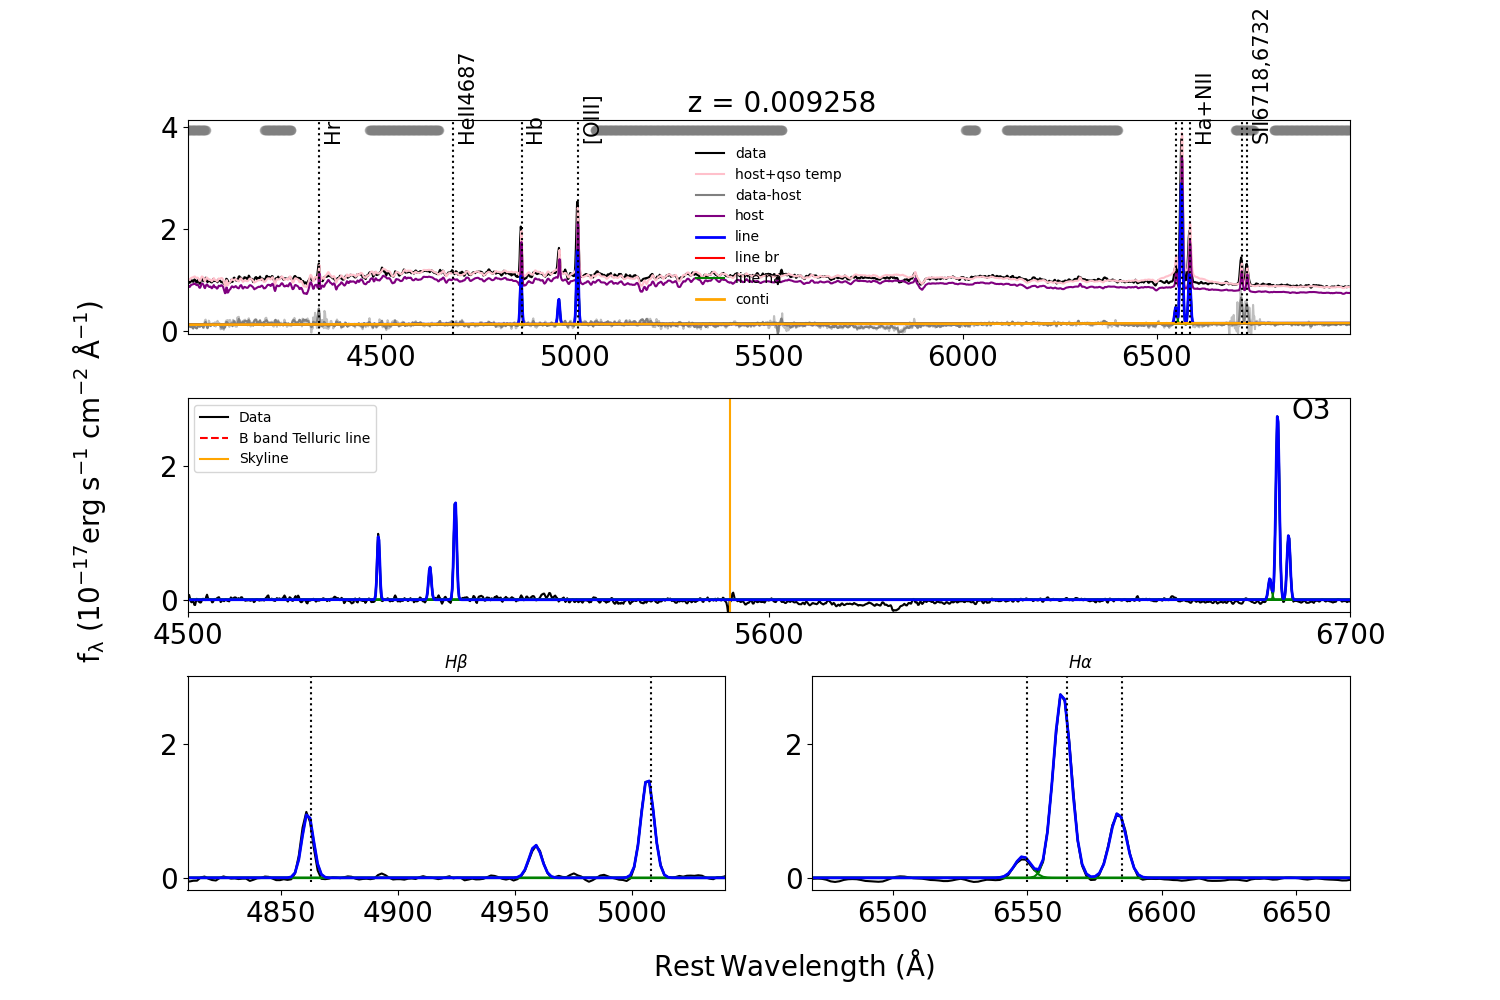 z = 0.009258
Hr
HeII4687
Hb
[OIII]
Ha+NII
SII6718,6732
4
2
0
data
host+qso temp
data-host
host
line
line br
line na
conti
4500
5000
5500
6000
6500
f_λ (10⁻¹⁷erg s⁻¹ cm⁻² Å⁻¹)
2
0
Data
B band Telluric line
Skyline
O3
4500
5600
6700
Hβ
2
0
4850
4900
4950
5000
Hα
2
0
6500
6550
6600
6650
Rest Wavelength (Å)